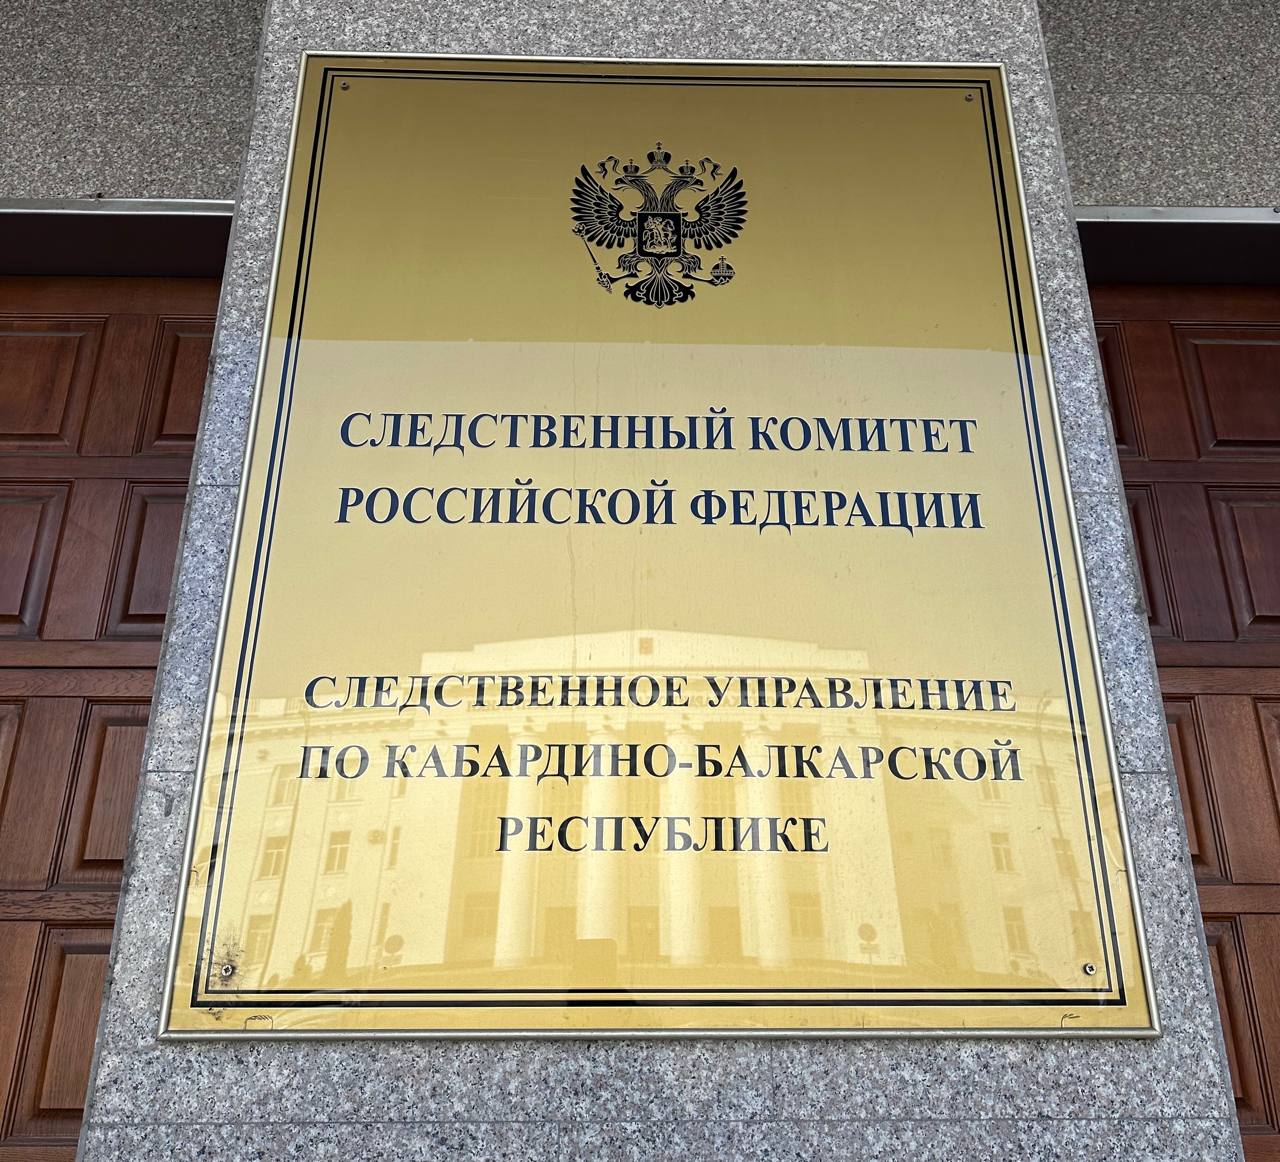 СЛЕДСТВЕННЫЙ КОМИТЕТ
РОССИЙСКОЙ ФЕДЕРАЦИИ
СЛЕДСТВЕННОЕ УПРАВЛЕНИЕ
ПО КАБАРДИНО-БАЛКАРСКОЙ
РЕСПУБЛИКЕ